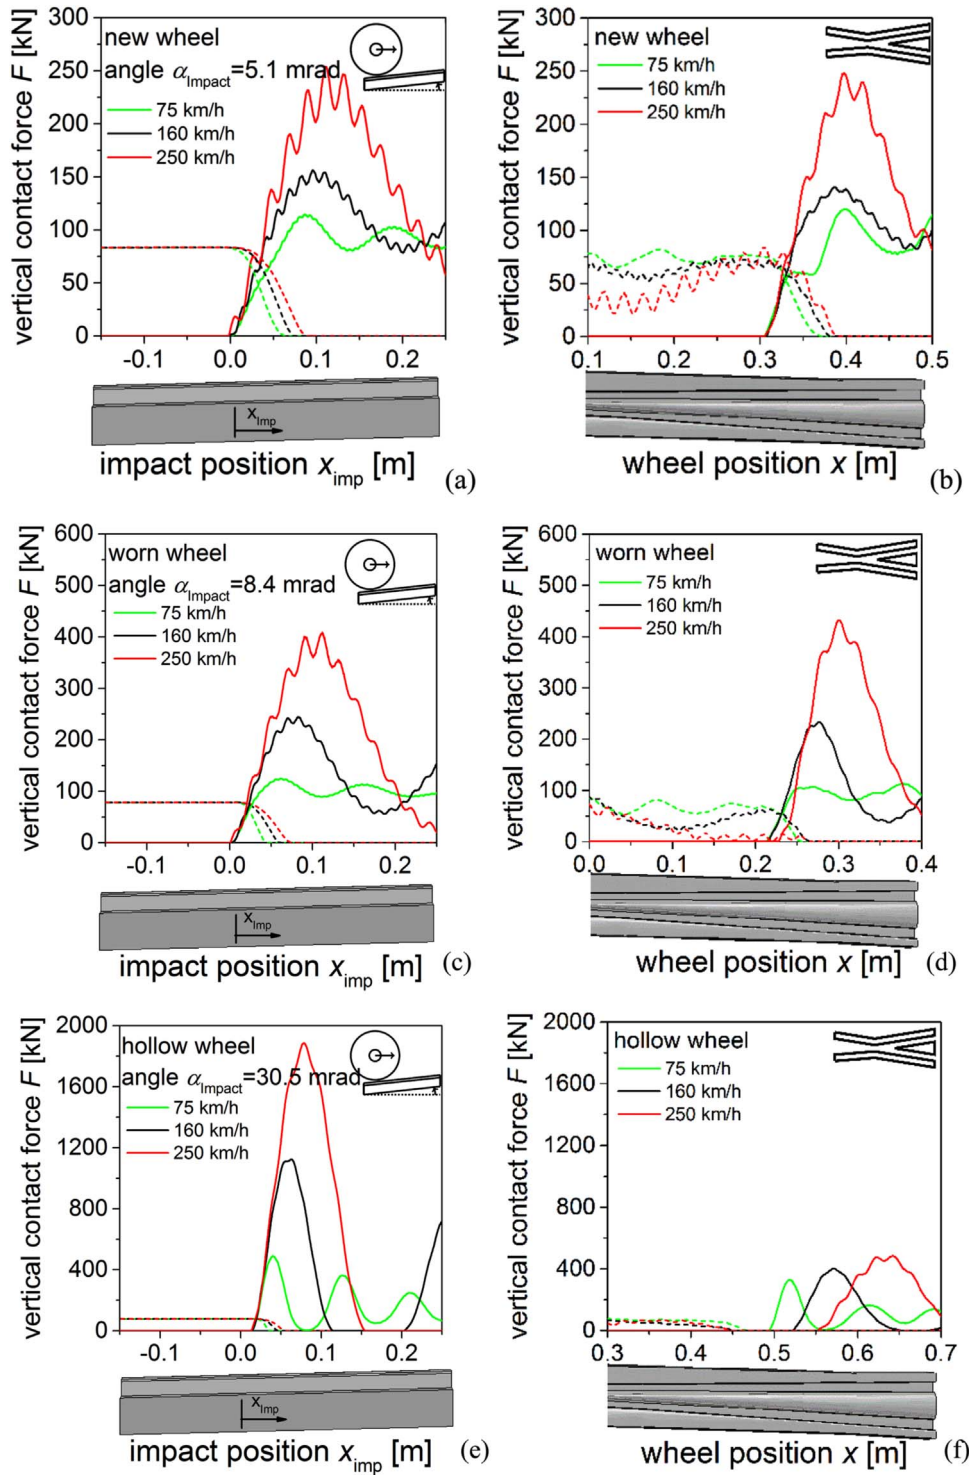 vertical contact force F [kN]
300
250
200
150
100
50
0
new wheel
angle αImpact=5.1 mrad
75 km/h
160 km/h
250 km/h
-0.1 0.0 0.1 0.2
xImp
impact position ximp [m]
(a)
vertical contact force F [kN]
300
250
200
150
100
50
0
new wheel
75 km/h
160 km/h
250 km/h
0.1 0.2 0.3 0.4 0.5
wheel position x [m]
(b)
vertical contact force F [kN]
600
500
400
300
200
100
0
worn wheel
angle αImpact=8.4 mrad
75 km/h
160 km/h
250 km/h
-0.1 0.0 0.1 0.2
xImp
impact position ximp [m]
(c)
vertical contact force F [kN]
600
500
400
300
200
100
0
worn wheel
75 km/h
160 km/h
250 km/h
0.0 0.1 0.2 0.3 0.4
wheel position x [m]
(d)
vertical contact force F [kN]
2000
1600
1200
800
400
0
hollow wheel
angle αImpact=30.5 mrad
75 km/h
160 km/h
250 km/h
-0.1 0.0 0.1 0.2
xImp
impact position ximp [m]
(e)
vertical contact force F [kN]
2000
1600
1200
800
400
0
hollow wheel
75 km/h
160 km/h
250 km/h
0.3 0.4 0.5 0.6 0.7
wheel position x [m]
(f)